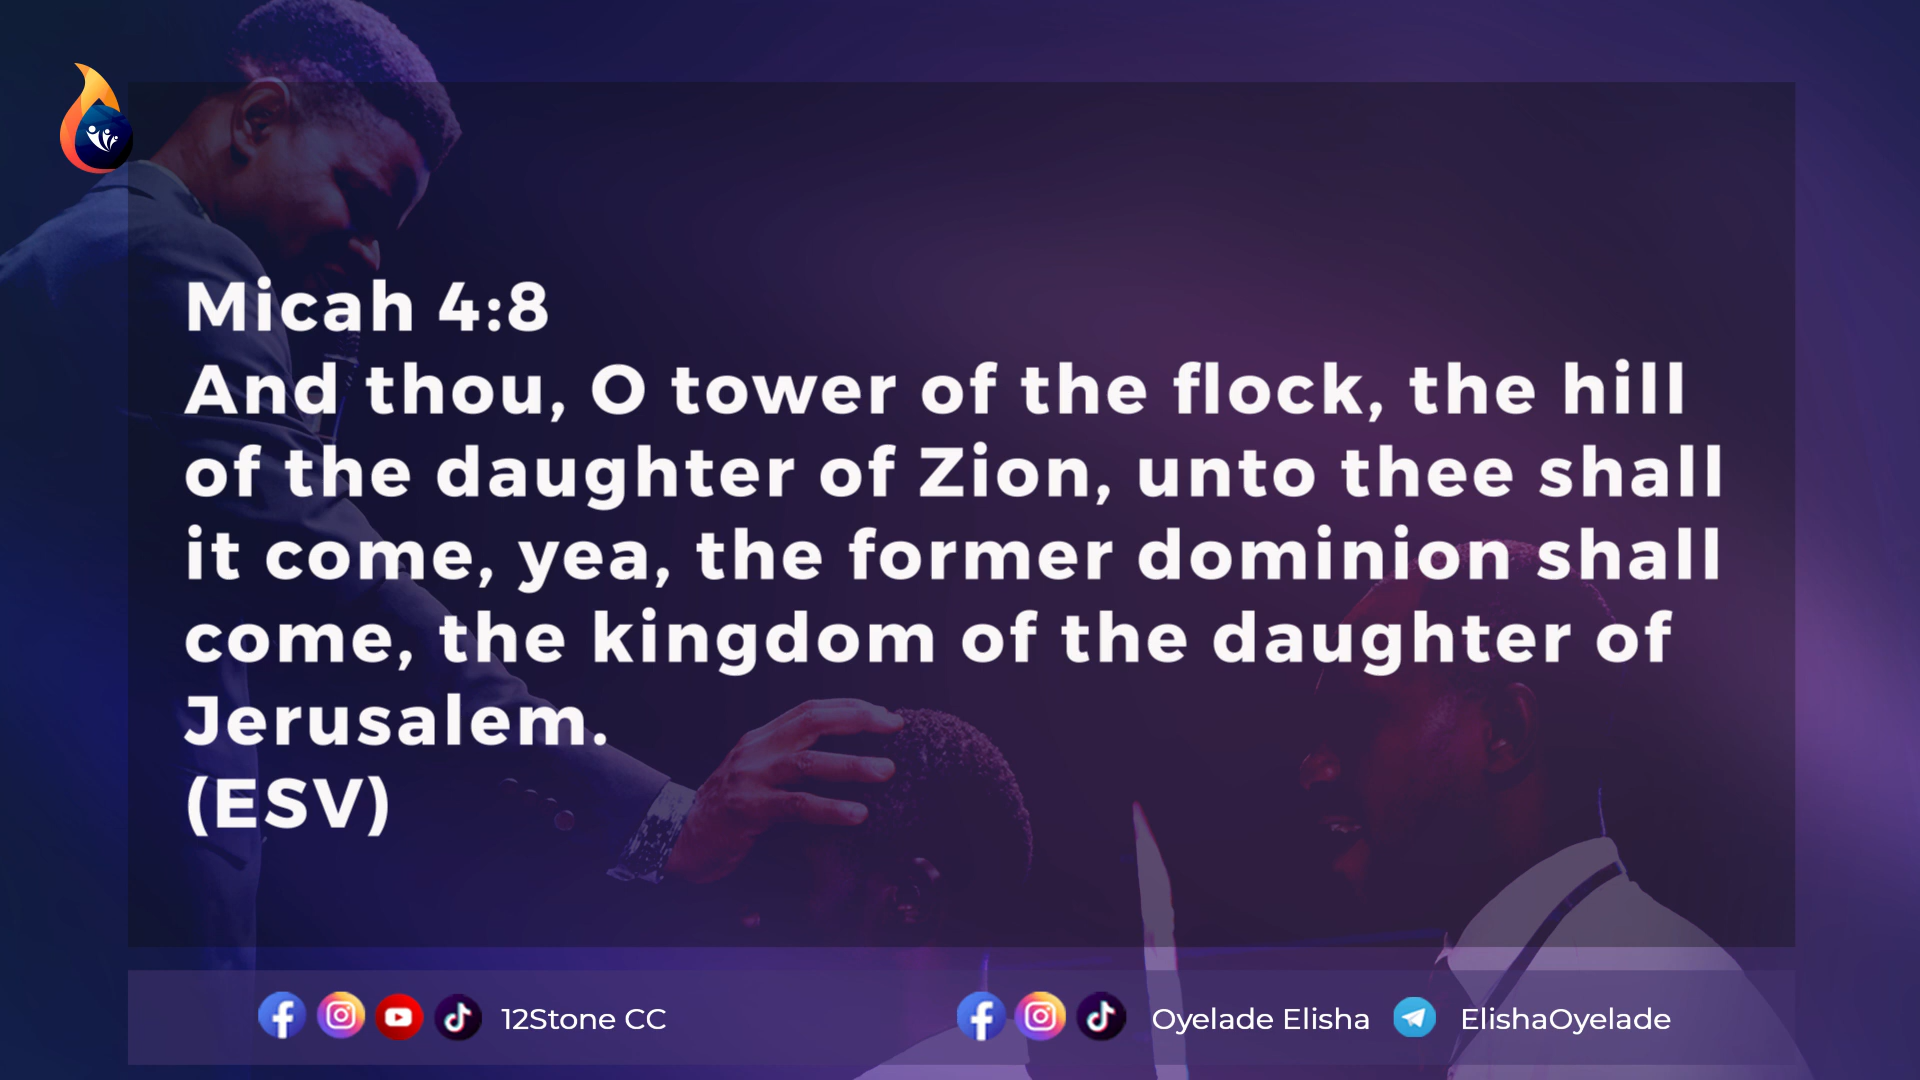 Micah 4:8
And thou, O tower of the flock, the hill
of the daughter of Zion, unto thee shall
it come, yea, the former dominion shall
come, the kingdom of the daughter of
Jerusalem.
(ESV)
12Stone CC
Oyelade Elisha
ElishaOyelade